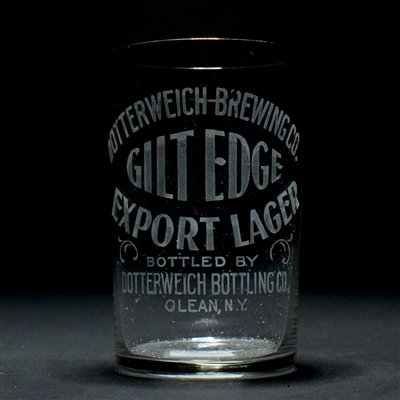 DOTTERWEICH BREWING CO.
GILT EDGE
EXPORT LAGER
BOTTLED BY
DOTTERWEICH BOTTLING CO.
OLEAN, N.Y.